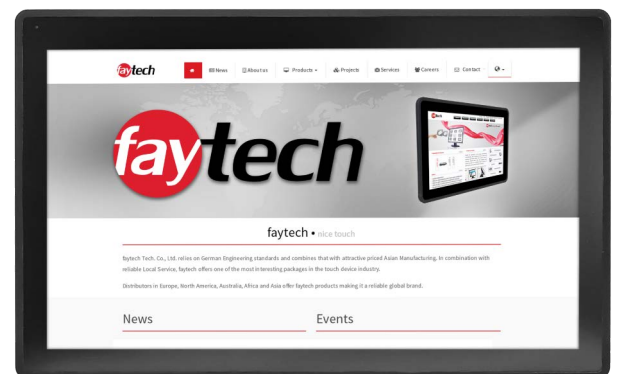 faytech
News
About us
Products
Projects
Services
Careers
Contact
faytech
faytech • nice touch
faytech Tech. Co., Ltd. relies on German Engineering standards and combines that with attractive priced Asian Manufacturing. In combination with
reliable Local Service, faytech offers one of the most interesting packages in the touch device industry.
Distributors in Europe, North America, Australia, Africa and Asia offer faytech products making it a reliable global brand.
News
Events